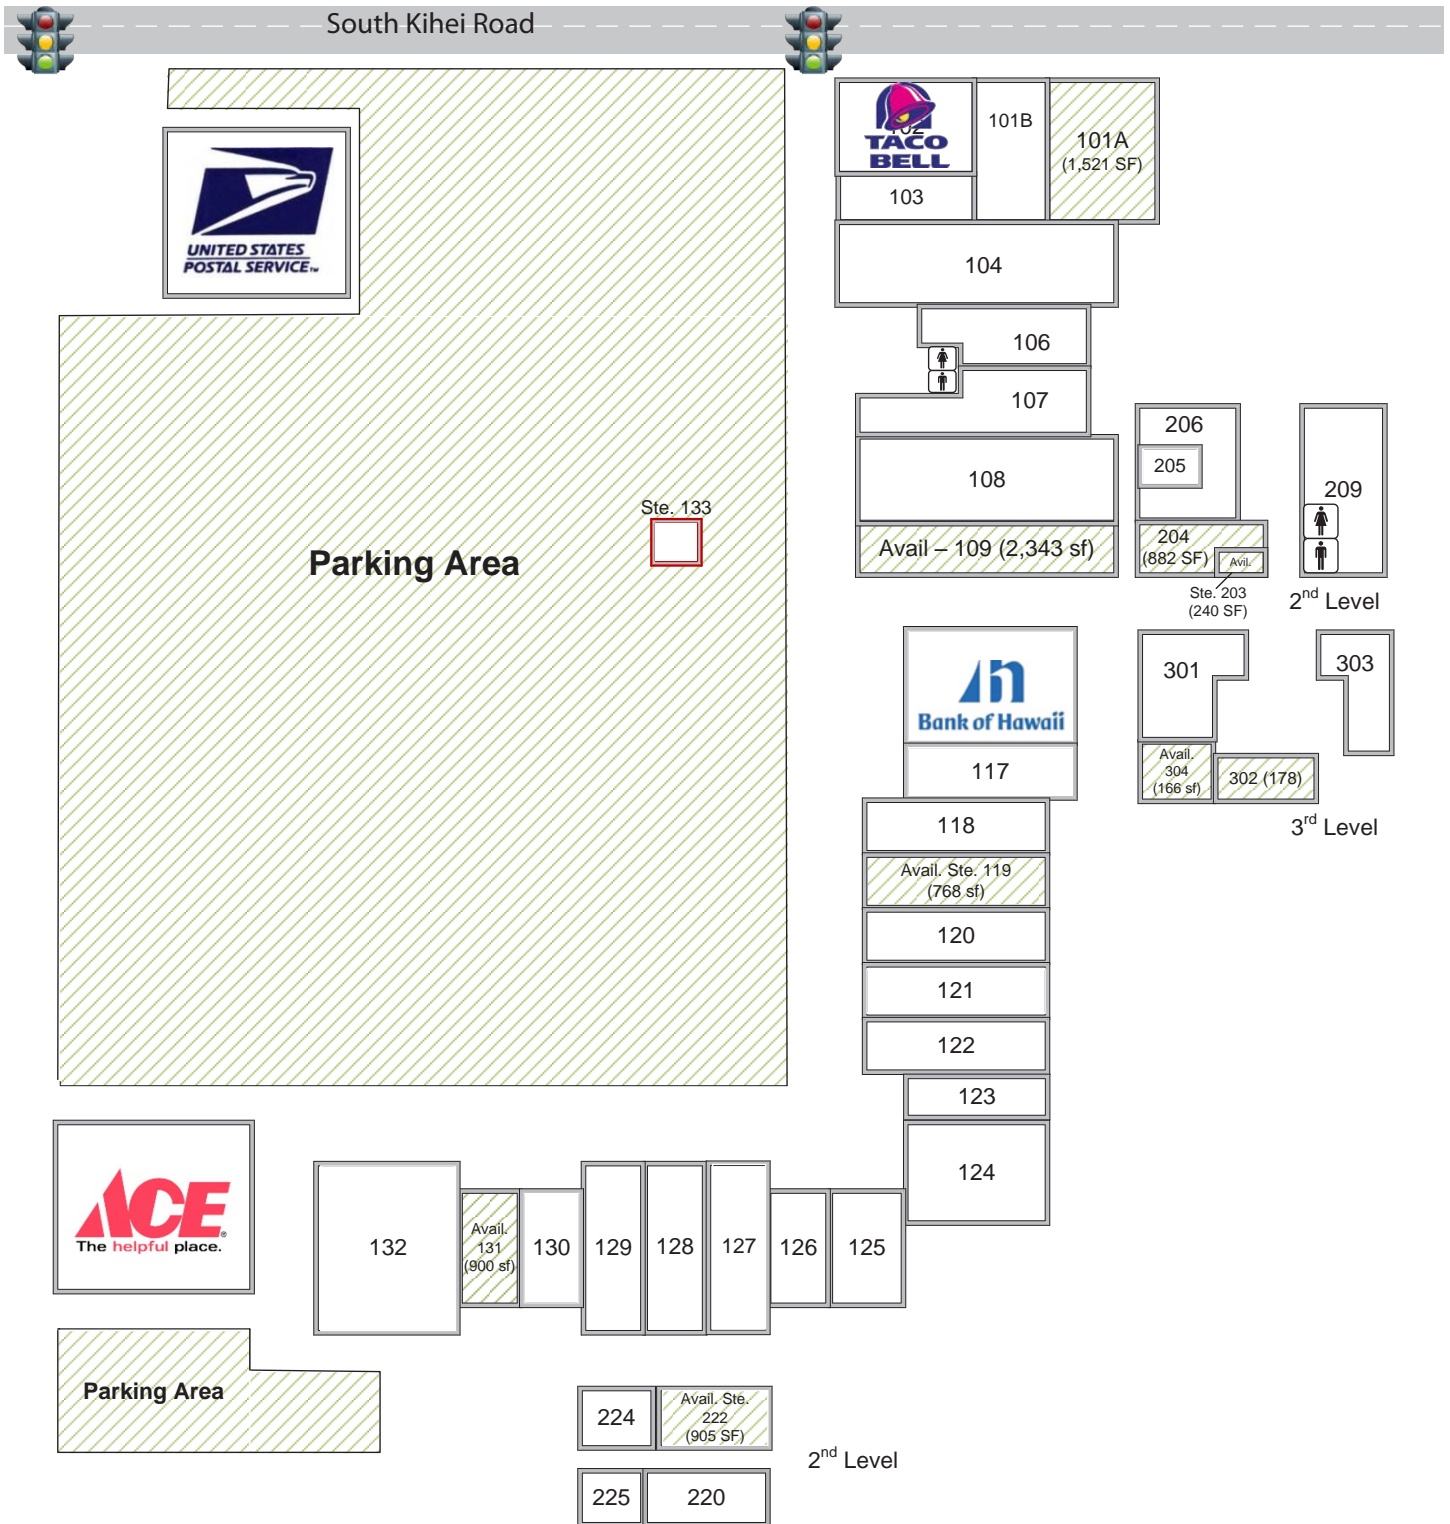 South Kihei Road
UNITED STATES
POSTAL SERVICE™
102
TACO
BELL
101B
101A
(1,521 SF)
103
104
106
107
108
Avail – 109 (2,343 sf)
206
205
204
(882 SF)
Avil.
Ste. 203
(240 SF)
209
2nd Level
Ste. 133
Parking Area
Bank of Hawaii
117
118
Avail. Ste. 119
(768 sf)
120
121
122
123
124
301
303
Avail.
304
(166 sf)
302 (178)
3rd Level
ACE®
The helpful place.
132
Avail.
131
(900 sf)
130
129
128
127
126
125
Parking Area
224
Avail. Ste.
222
(905 SF)
2nd Level
225
220